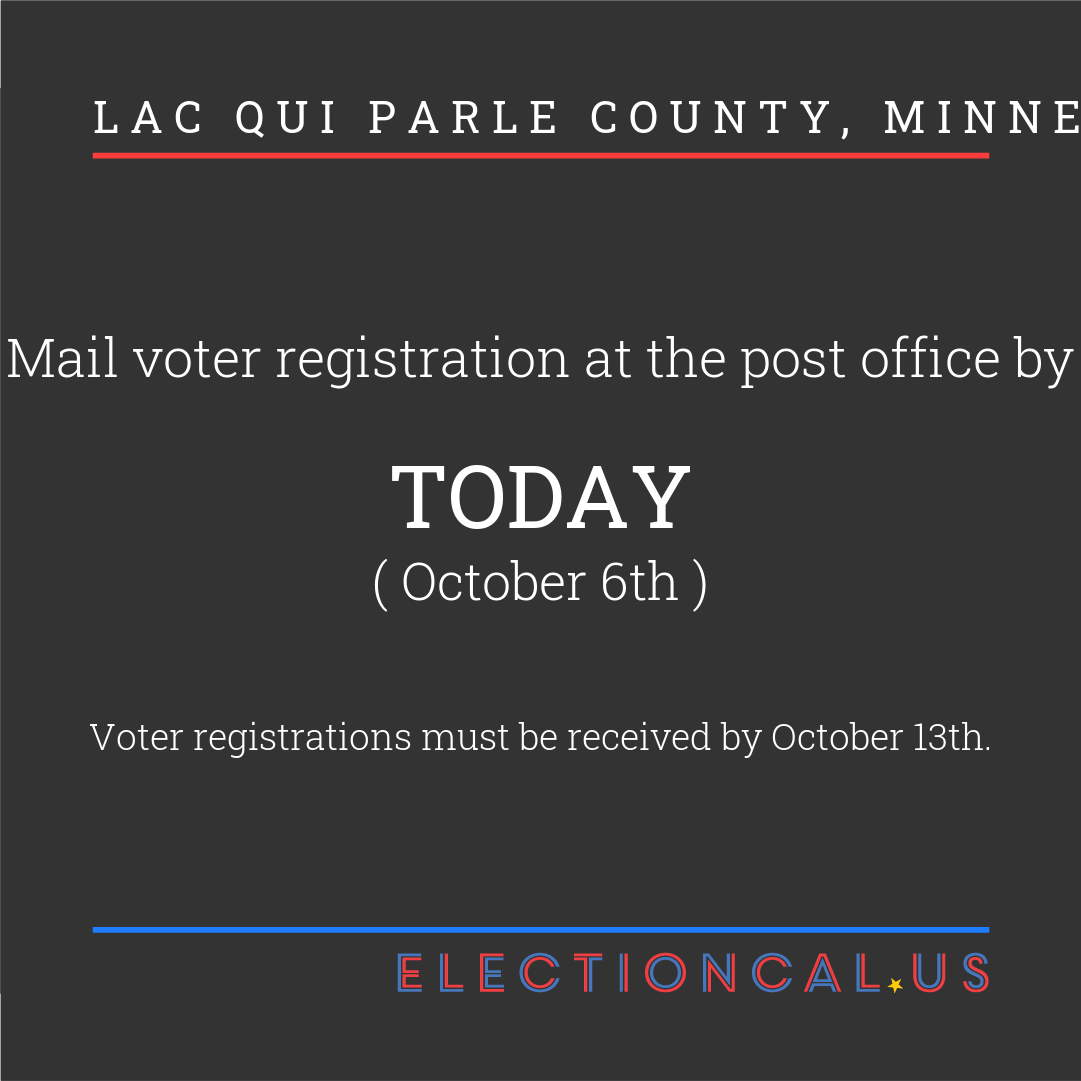 LAC QUI PARLE COUNTY, MINNE
Mail voter registration at the post office by
TODAY
( October 6th )
Voter registrations must be received by October 13th.
ELECTIONCAL.US